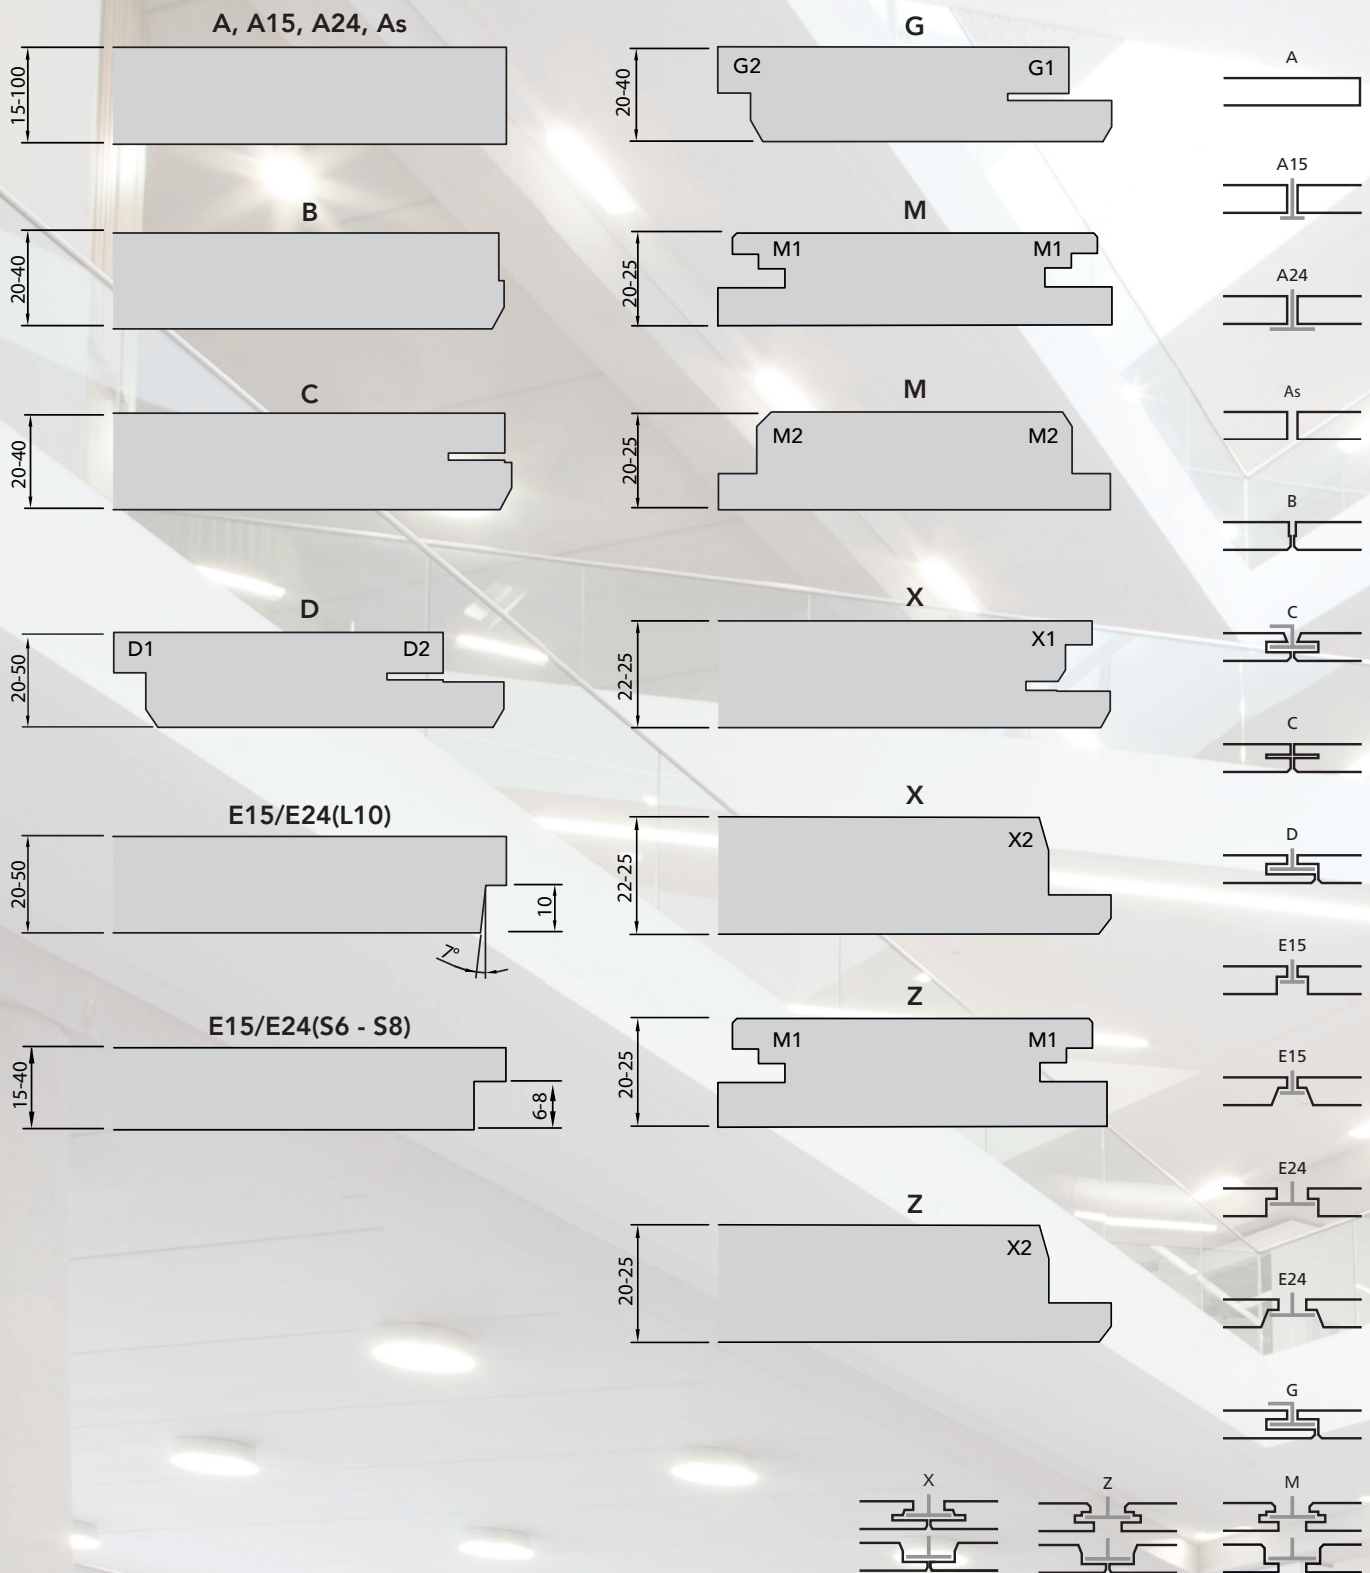 A, A15, A24, As
15-100
B
20-40
C
20-40
D
D1
D2
20-50
E15/E24(L10)
20-50
10
7°
E15/E24(S6 - S8)
15-40
6-8
G
G2
G1
20-40
M
M1
M1
20-25
M
M2
M2
20-25
X
X1
22-25
X
X2
22-25
Z
M1
M1
20-25
Z
X2
20-25
A
A15
A24
As
B
C
C
D
E15
E15
E24
E24
G
X
Z
M